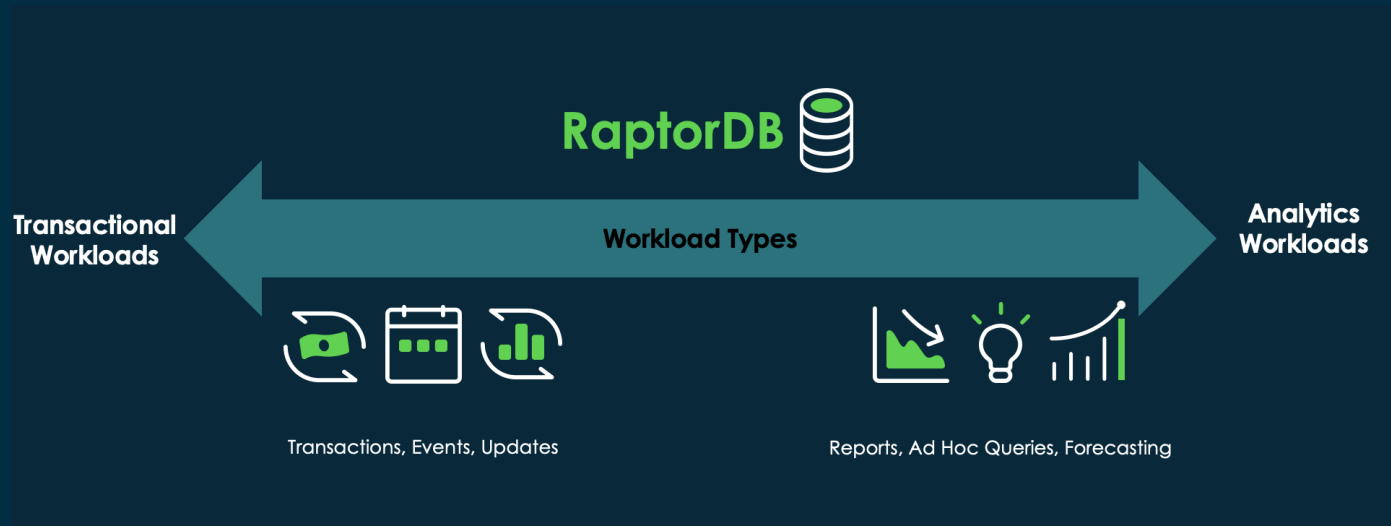 RaptorDB
Transactional
Workloads
Workload Types
Analytics
Workloads
Transactions, Events, Updates
Reports, Ad Hoc Queries, Forecasting